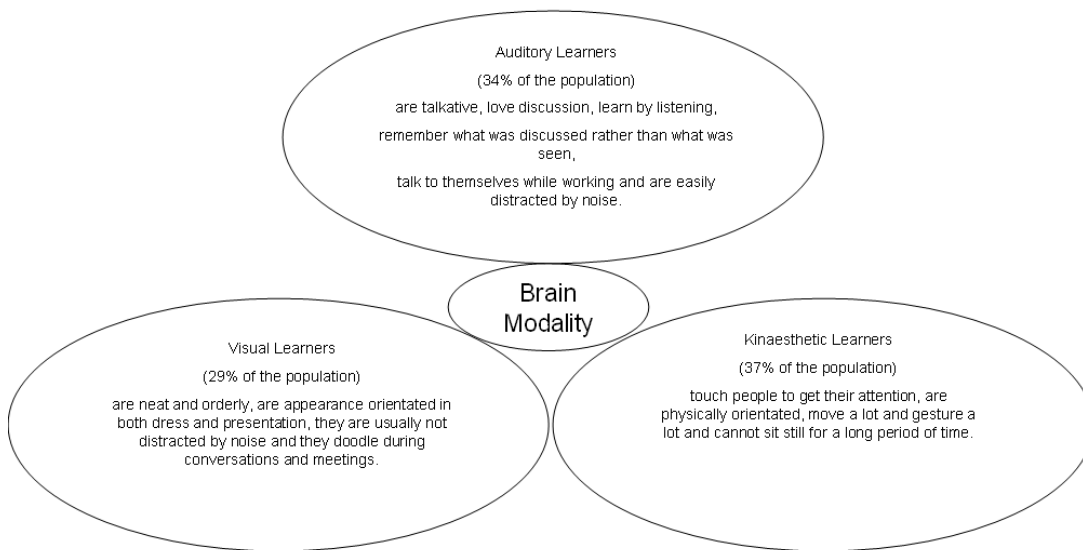 Auditory Learners
(34% of the population)
are talkative, love discussion, learn by listening,
remember what was discussed rather than what was
seen,
talk to themselves while working and are easily
distracted by noise.
Brain
Modality
Visual Learners
(29% of the population)
are neat and orderly, are appearance orientated in
both dress and presentation, they are usually not
distracted by noise and they doodle during
conversations and meetings.
Kinaesthetic Learners
(37% of the population)
touch people to get their attention, are
physically orientated, move a lot and gesture a
lot and cannot sit still for a long period of time.